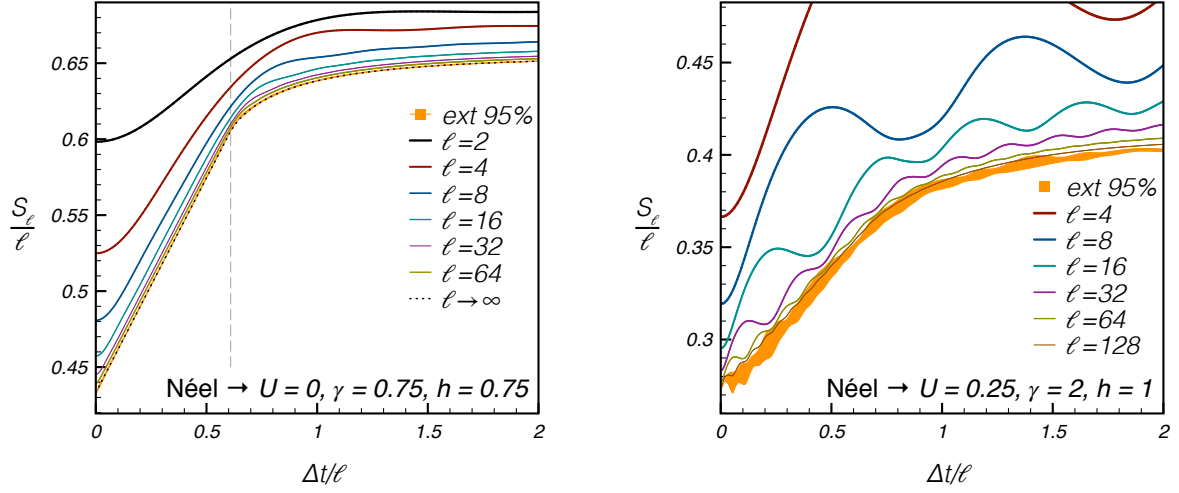 0.65
0.6
0.55
0.5
0.45
S_ℓ
ℓ
ext 95%
ℓ=2
ℓ=4
ℓ=8
ℓ=16
ℓ=32
ℓ=64
ℓ→∞
Néel → U = 0, γ = 0.75, h = 0.75
0 0.5 1 1.5 2
Δt/ℓ
0.45
0.4
0.35
0.3
S_ℓ
ℓ
ext 95%
ℓ=4
ℓ=8
ℓ=16
ℓ=32
ℓ=64
ℓ=128
Néel → U = 0.25, γ = 2, h = 1
0 0.5 1 1.5 2
Δt/ℓ